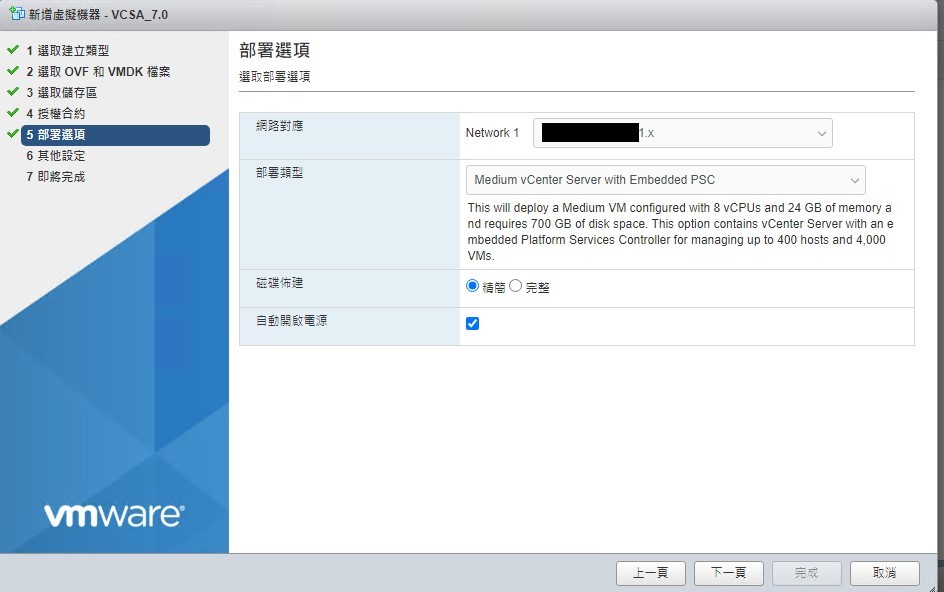 新增虛擬機器 - VCSA_7.0
1 選取建立類型
2 選取 OVF 和 VMDK 檔案
3 選取儲存區
4 授權合約
5 部署選項
6 其他設定
7 即將完成
部署選項
選取部署選項
網路對應
Network 1
1.x
部署類型
Medium vCenter Server with Embedded PSC
This will deploy a Medium VM configured with 8 vCPUs and 24 GB of memory a
nd requires 700 GB of disk space. This option contains vCenter Server with an e
mbedded Platform Services Controller for managing up to 400 hosts and 4,000
VMs.
磁碟佈建
精簡 完整
自動開啟電源
vmware®
上一頁 下一頁 完成 取消